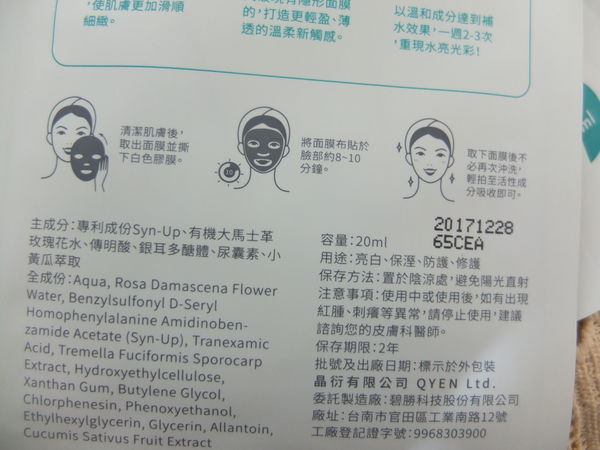 ,使肌膚更加滑順
細緻。
的,打造更輕盈、薄
透的溫柔新觸感。
以溫和成分達到補
水效果,一週2-3次
,重現水亮光彩!
ml
清潔肌膚後,
取出面膜並撕
下白色膠膜。
10
將面膜布貼於
臉部約8~10
分鐘。
取下面膜後不
必再次沖洗,
輕拍至活性成
分吸收即可。
主成分:專利成份Syn-Up、有機大馬士革
玫瑰花水、傳明酸、銀耳多醣體、尿囊素、小
黃瓜萃取
全成份:Aqua, Rosa Damascena Flower
Water, Benzylsulfonyl D-Seryl
Homophenylalanine Amidinoben-
zamide Acetate (Syn-Up), Tranexamic
Acid, Tremella Fuciformis Sporocarp
Extract, Hydroxyethylcellulose,
Xanthan Gum, Butylene Glycol,
Chlorphenesin, Phenoxyethanol,
Ethylhexylglycerin, Glycerin, Allantoin,
Cucumis Sativus Fruit Extract
20171228
65CEA
容量:20ml
用途:亮白、保溼、防護、修護
保存方法:置於陰涼處,避免陽光直射
注意事項:使用中或使用後,如有出現
紅腫、刺癢等異常,請停止使用,建議
諮詢您的皮膚科醫師。
保存期限:2年
批號及出廠日期:標示於外包裝
晶衍有限公司 QYEN Ltd.
委託製造廠:碧勝科技股份有限公司
廠址:台南市官田區工業南路12號
工廠登記證字號:9968303900